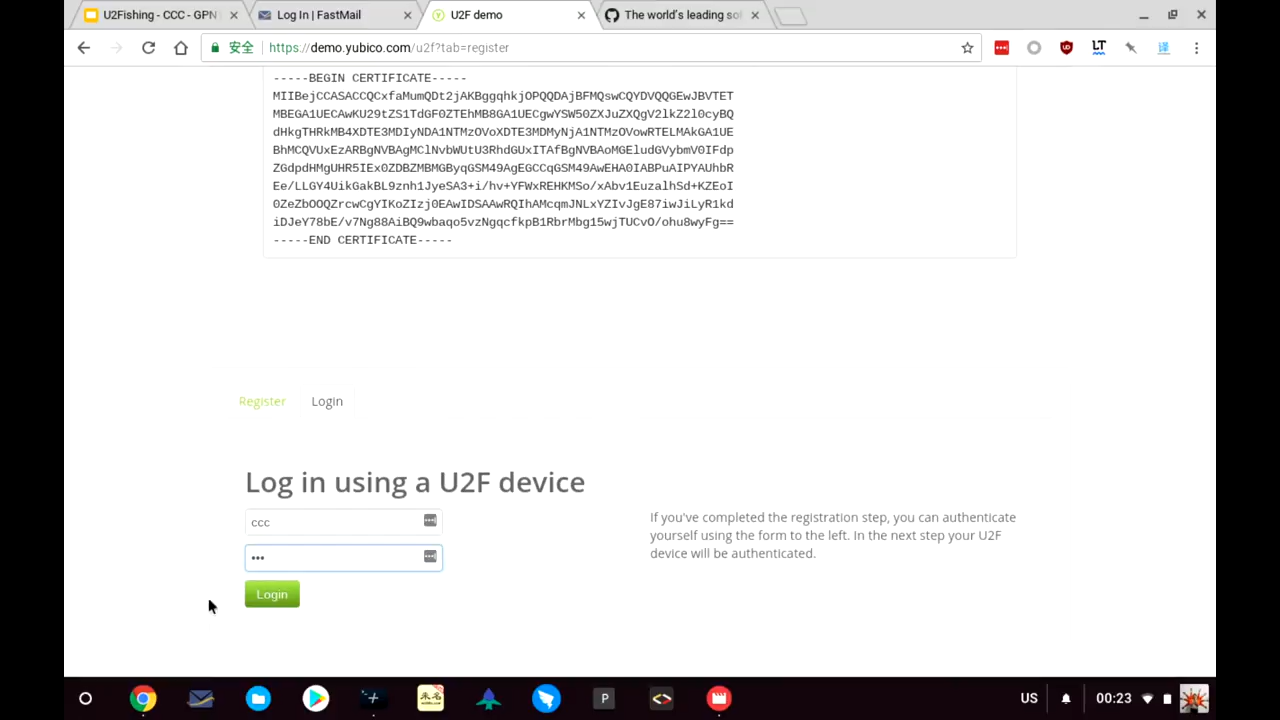 U2Fishing - CCC - GPN
Log In | FastMail
U2F demo
The world's leading so
安全
https://demo.yubico.com/u2f?tab=register
LT
译
-----BEGIN CERTIFICATE-----
MIIBejCCASACCQCxfaMumQDt2jAKBggqhkjOPQQDAjBFMQswCQYDVQQGEwJBVTET
MBEGA1UECAwKU29tZS1TdGF0ZTEhMB8GA1UECgwYSW50ZXJuZXQgV2lkZ2l0cyBQ
dHkgTHRkMB4XDTE3MDIyNDA1NTMzOVoXDTE3MDMyNjA1NTMzOVowRTELMAkGA1UE
BhMCQVUxEzARBgNVBAgMClNvbWUtU3RhdGUxITAfBgNVBAoMGEludGVybmV0IFdp
ZGdpdHMgUHR5IEx0ZDBZMBMGByqGSM49AgEGCCqGSM49AwEHA0IABPuAIPYAUhbR
Ee/LLGY4UikGakBL9znh1JyeSA3+i/hv+YFWxREHKMSo/xAbv1EuzalhSd+KZEoI
0ZeZbOOQZrcwCgYIKoZIzj0EAwIDSAAwRQIhAMcqmJNLxYZIvJgE87iwJiLyR1kd
iDJeY78bE/v7Ng88AiBQ9wbaqo5vzNgqcfkpB1RbrMbg15wjTUCvO/ohu8wyFg==
-----END CERTIFICATE-----
Register
Login
Log in using a U2F device
ccc
•••
Login
If you've completed the registration step, you can authenticate
yourself using the form to the left. In the next step your U2F
device will be authenticated.
P
US
00:23